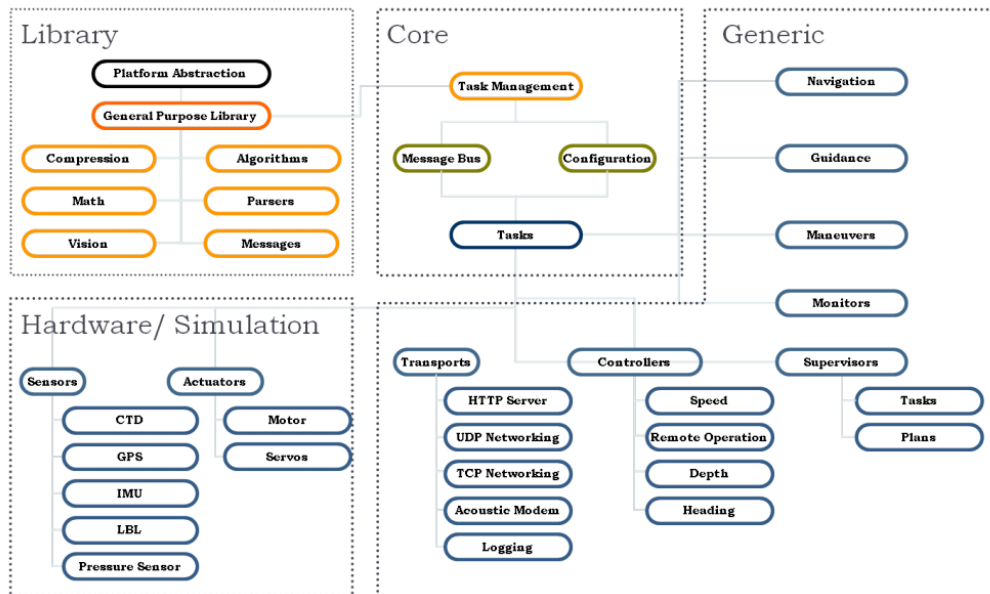 Library
Platform Abstraction
General Purpose Library
Compression
Algorithms
Math
Parsers
Vision
Messages
Core
Task Management
Message Bus
Configuration
Tasks
Generic
Navigation
Guidance
Maneuvers
Monitors
Hardware/ Simulation
Sensors
Actuators
CTD
Motor
GPS
Servos
IMU
LBL
Pressure Sensor
Transports
Controllers
Supervisors
HTTP Server
Speed
Tasks
UDP Networking
Remote Operation
Plans
TCP Networking
Depth
Acoustic Modem
Heading
Logging